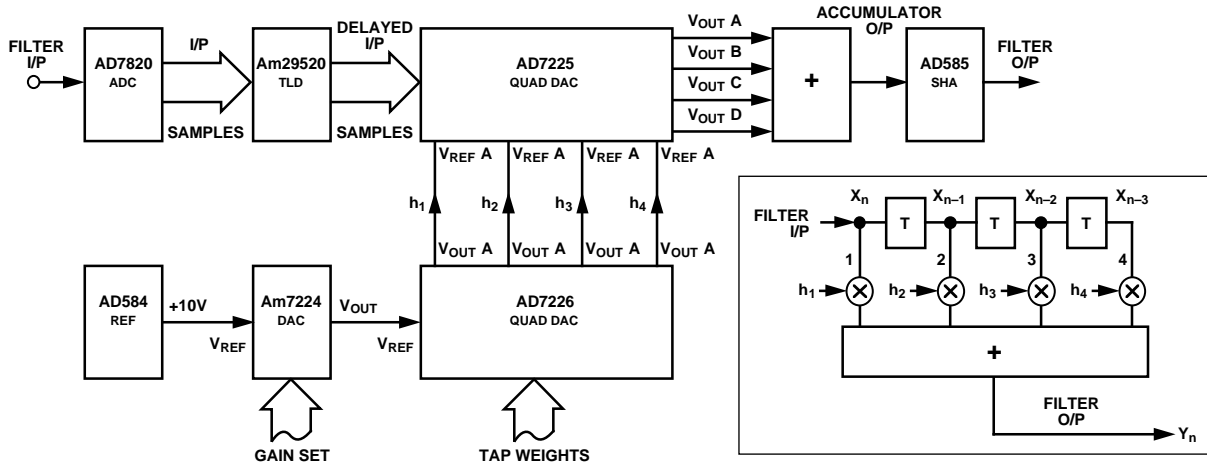 FILTER
I/P
AD7820
ADC
I/P
SAMPLES
Am29520
TLD
DELAYED
I/P
SAMPLES
AD7225
QUAD DAC
VOUT A
VOUT B
VOUT C
VOUT D
ACCUMULATOR
O/P
+
AD585
SHA
FILTER
O/P
VREF A VREF A VREF A VREF A
h1 h2 h3 h4
VOUT A VOUT A VOUT A VOUT A
AD584
REF
+10V
VREF
Am7224
DAC
VOUT
VREF
AD7226
QUAD DAC
GAIN SET
TAP WEIGHTS
Xn Xn–1 Xn–2 Xn–3
FILTER
I/P
T T T
1 2 3 4
h1 h2 h3 h4
× × × ×
+
FILTER
O/P
Yn